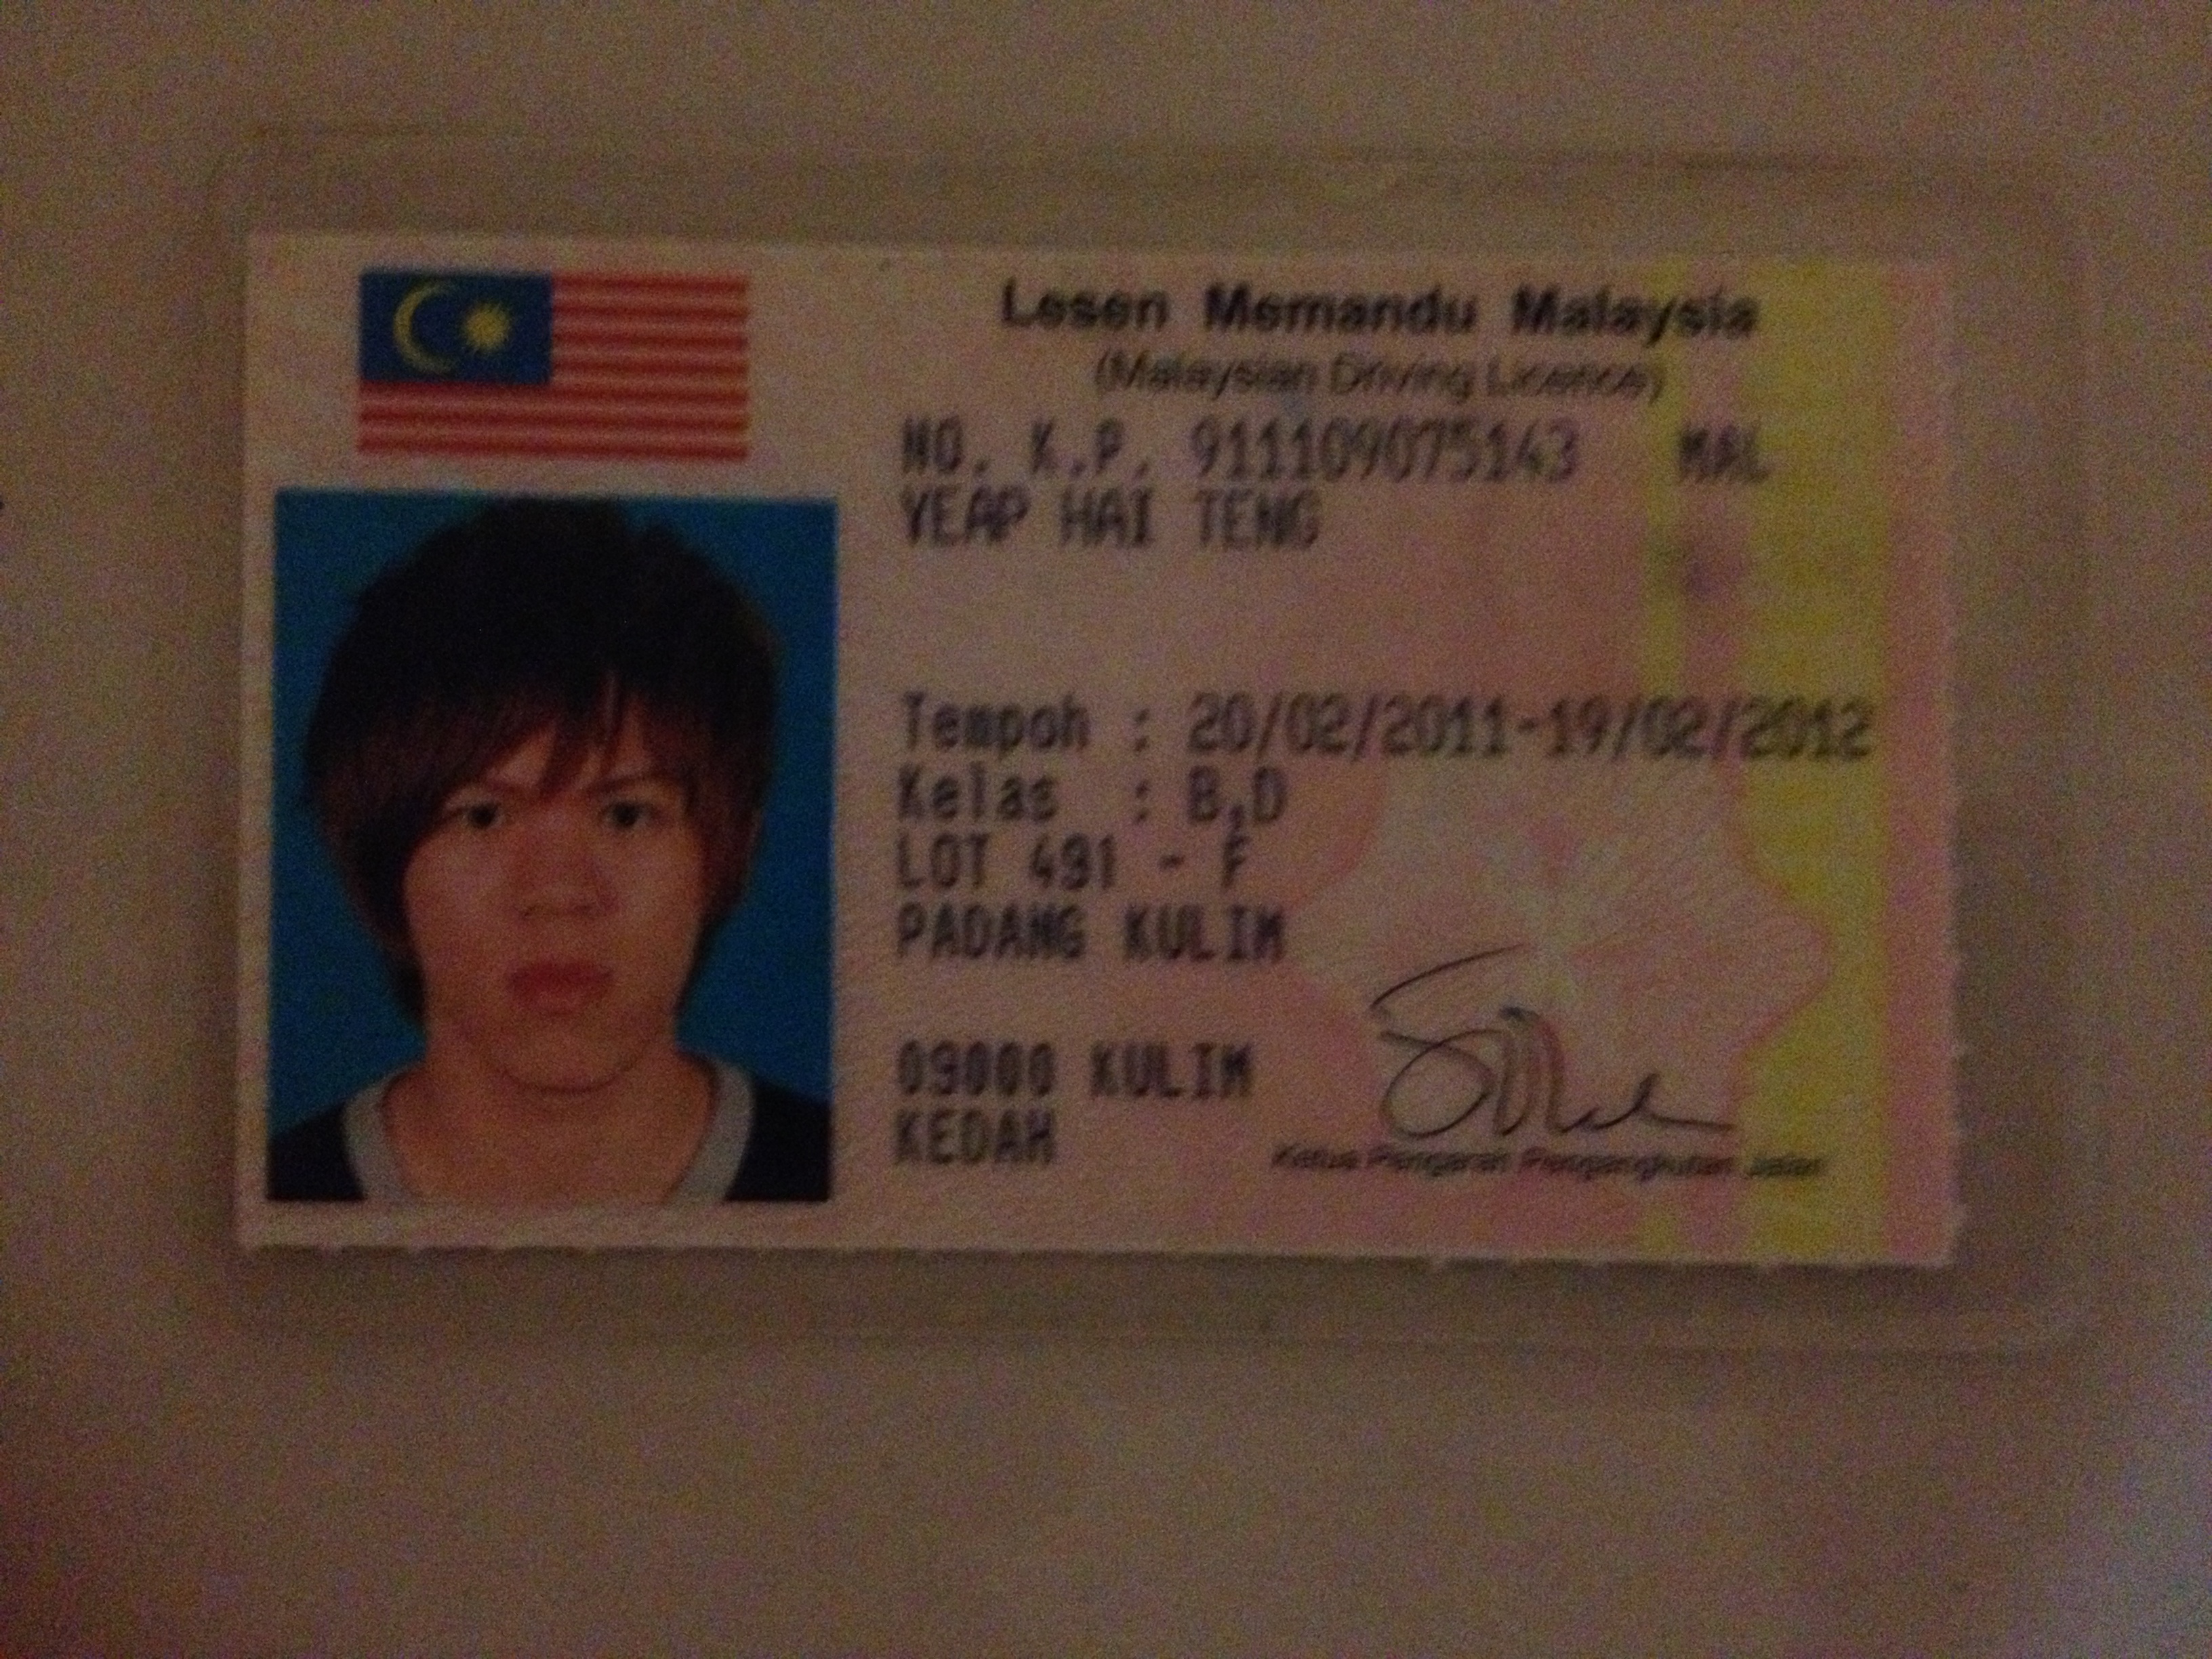 Lesen Memandu Malaysia
(Malaysian Driving Licence)
NO. K.P. 911109075143 MAL
YEAP HAI TENG
Tempoh : 20/02/2011-19/02/2012
Kelas : B,D
LOT 491 - F
PADANG KULIM
09000 KULIM
KEDAH
Ketua Pengarah Pengangkutan Jalan